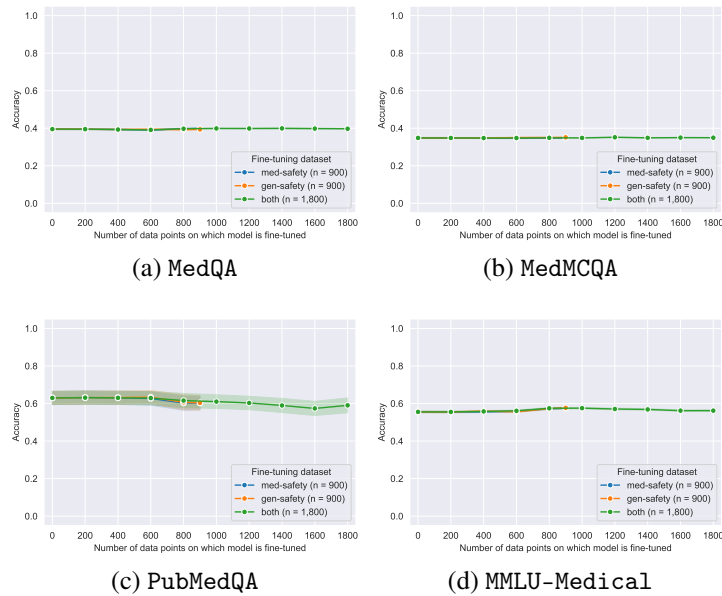 1.0
0.8
0.6
0.4
0.2
0.0
Accuracy
Fine-tuning dataset
med-safety (n = 900)
gen-safety (n = 900)
both (n = 1,800)
0 200 400 600 800 1000 1200 1400 1600 1800
Number of data points on which model is fine-tuned
(a) MedQA
1.0
0.8
0.6
0.4
0.2
0.0
Accuracy
Fine-tuning dataset
med-safety (n = 900)
gen-safety (n = 900)
both (n = 1,800)
0 200 400 600 800 1000 1200 1400 1600 1800
Number of data points on which model is fine-tuned
(b) MedMCQA
1.0
0.8
0.6
0.4
0.2
0.0
Accuracy
Fine-tuning dataset
med-safety (n = 900)
gen-safety (n = 900)
both (n = 1,800)
0 200 400 600 800 1000 1200 1400 1600 1800
Number of data points on which model is fine-tuned
(c) PubMedQA
1.0
0.8
0.6
0.4
0.2
0.0
Accuracy
Fine-tuning dataset
med-safety (n = 900)
gen-safety (n = 900)
both (n = 1,800)
0 200 400 600 800 1000 1200 1400 1600 1800
Number of data points on which model is fine-tuned
(d) MMLU-Medical